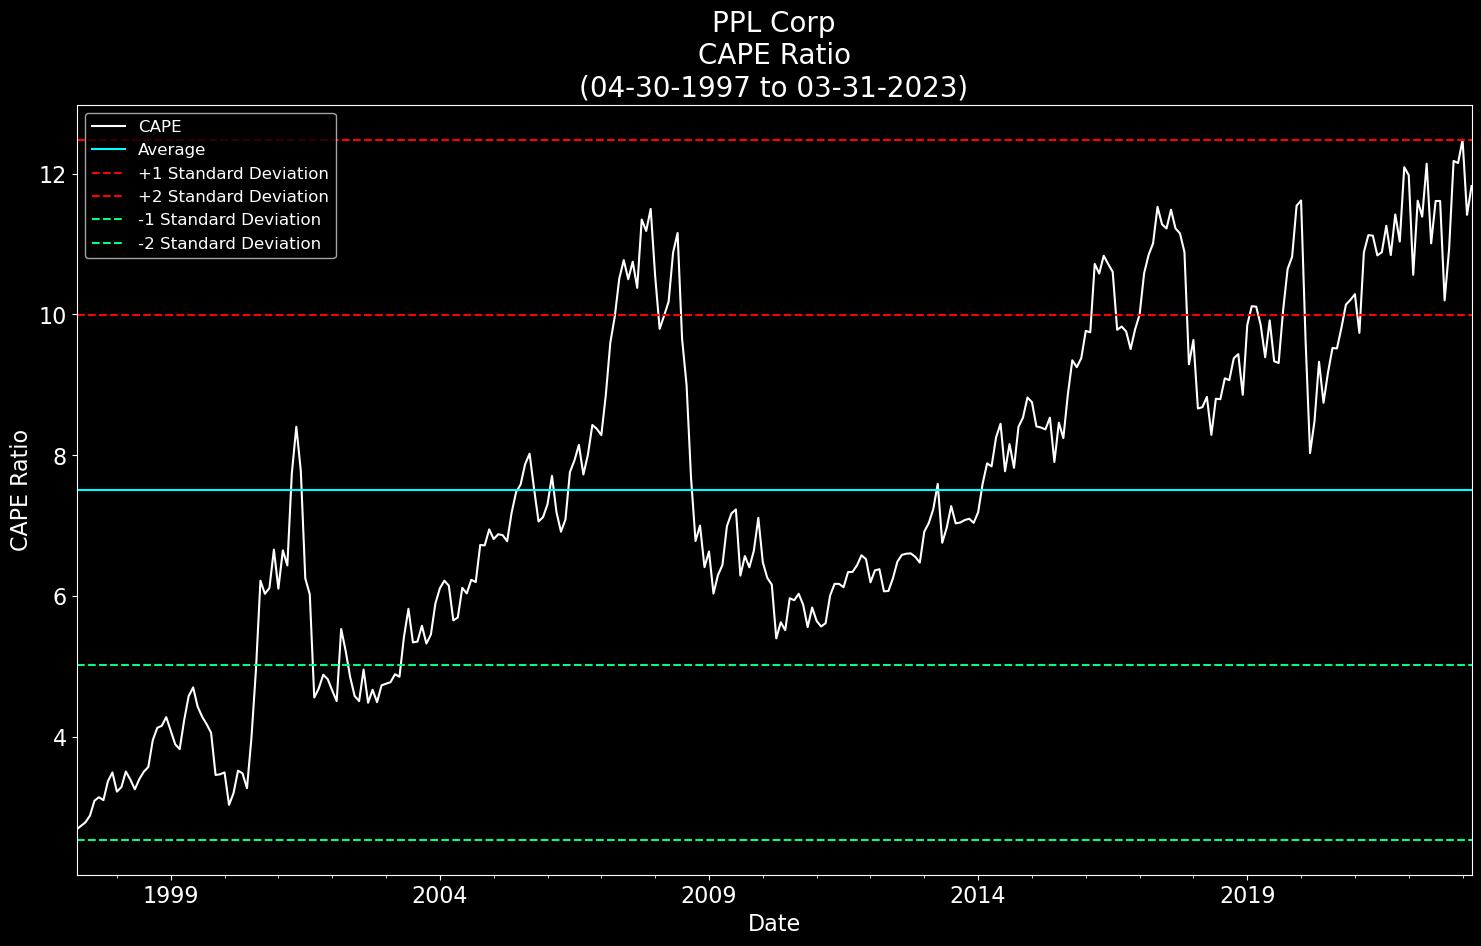 PPL Corp
CAPE Ratio
(04-30-1997 to 03-31-2023)
CAPE
Average
+1 Standard Deviation
+2 Standard Deviation
-1 Standard Deviation
-2 Standard Deviation
12
10
8
6
4
CAPE Ratio
1999
2004
2009
2014
2019
Date